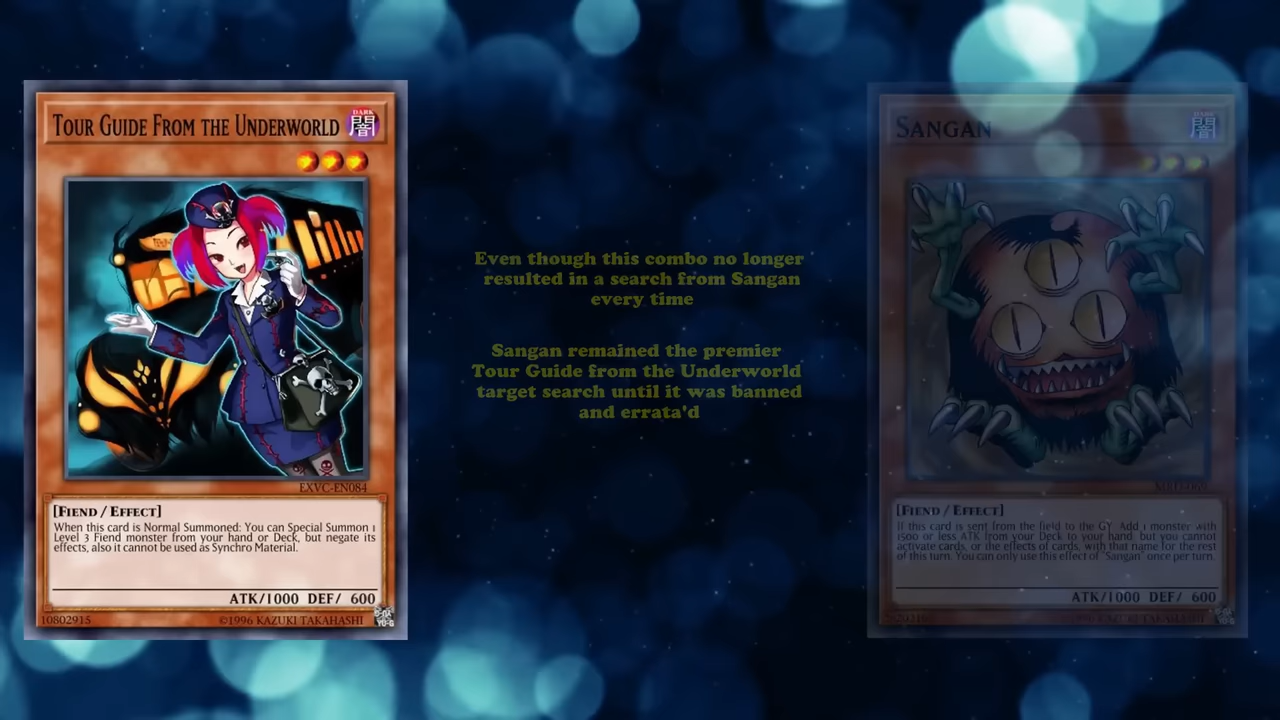 TOUR GUIDE FROM THE UNDERWORLD
DARK
闇
EXVC-EN084
[FIEND / EFFECT]
When this card is Normal Summoned: You can Special Summon 1
Level 3 Fiend monster from your hand or Deck, but negate its
effects, also it cannot be used as Synchro Material.
ATK/1000 DEF/ 600
10802915
©1996 KAZUKI TAKAHASHI
Even though this combo no longer
resulted in a search from Sangan
every time
Sangan remained the premier
Tour Guide from the Underworld
target search until it was banned
and errata'd
SANGAN
DARK
闇
[FIEND / EFFECT]
If this card is sent from the field to the GY: Add 1 monster with
1500 or less ATK from your Deck to your hand, but you cannot
activate cards, or the effects of cards, with that name for the rest
of this turn. You can only use this effect of "Sangan" once per turn.
ATK/1000 DEF/ 600
KAZUKI TAKAHASHI